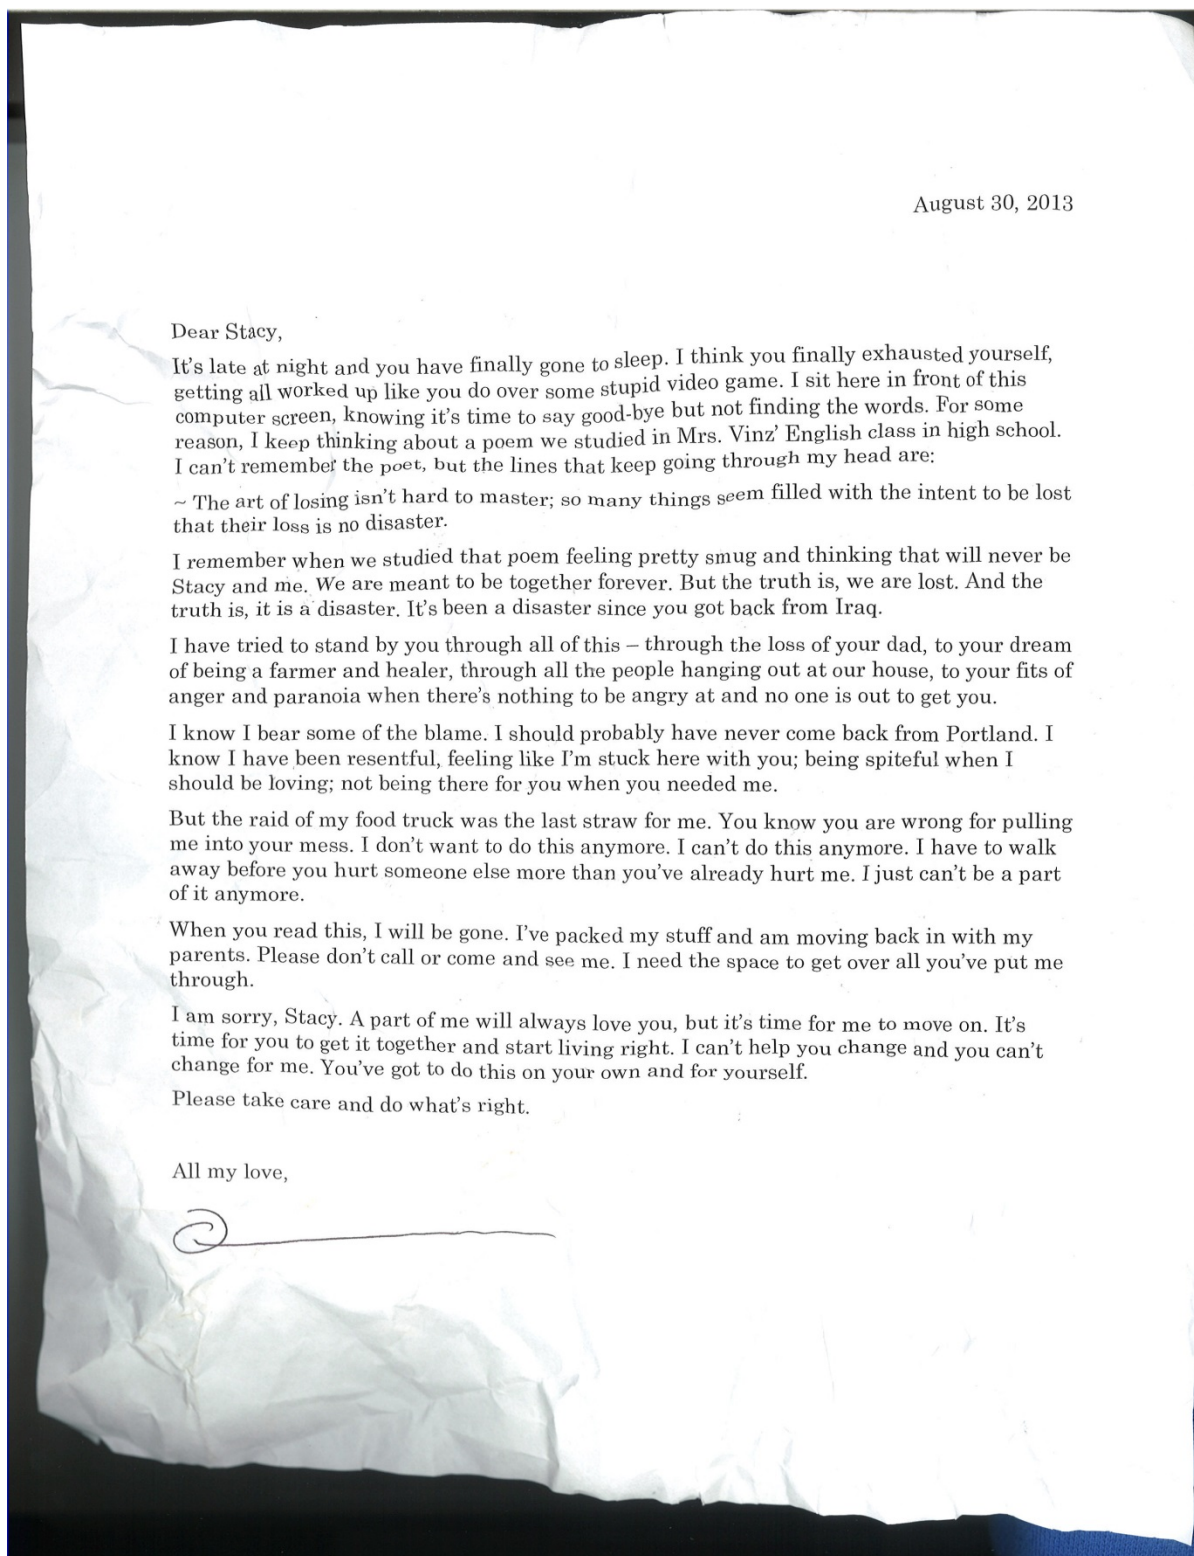 August 30, 2013
Dear Stacy,
It's late at night and you have finally gone to sleep. I think you finally exhausted yourself,
getting all worked up like you do over some stupid video game. I sit here in front of this
computer screen, knowing it's time to say good-bye but not finding the words. For some
reason, I keep thinking about a poem we studied in Mrs. Vinz' English class in high school.
I can't remember the poet, but the lines that keep going through my head are:
~ The art of losing isn't hard to master; so many things seem filled with the intent to be lost
that their loss is no disaster.
I remember when we studied that poem feeling pretty smug and thinking that will never be
Stacy and me. We are meant to be together forever. But the truth is, we are lost. And the
truth is, it is a disaster. It's been a disaster since you got back from Iraq.
I have tried to stand by you through all of this – through the loss of your dad, to your dream
of being a farmer and healer, through all the people hanging out at our house, to your fits of
anger and paranoia when there's nothing to be angry at and no one is out to get you.
I know I bear some of the blame. I should probably have never come back from Portland. I
know I have been resentful, feeling like I'm stuck here with you; being spiteful when I
should be loving; not being there for you when you needed me.
But the raid of my food truck was the last straw for me. You know you are wrong for pulling
me into your mess. I don't want to do this anymore. I can't do this anymore. I have to walk
away before you hurt someone else more than you've already hurt me. I just can't be a part
of it anymore.
When you read this, I will be gone. I've packed my stuff and am moving back in with my
parents. Please don't call or come and see me. I need the space to get over all you've put me
through.
I am sorry, Stacy. A part of me will always love you, but it's time for me to move on. It's
time for you to get it together and start living right. I can't help you change and you can't
change for me. You've got to do this on your own and for yourself.
Please take care and do what's right.
All my love,